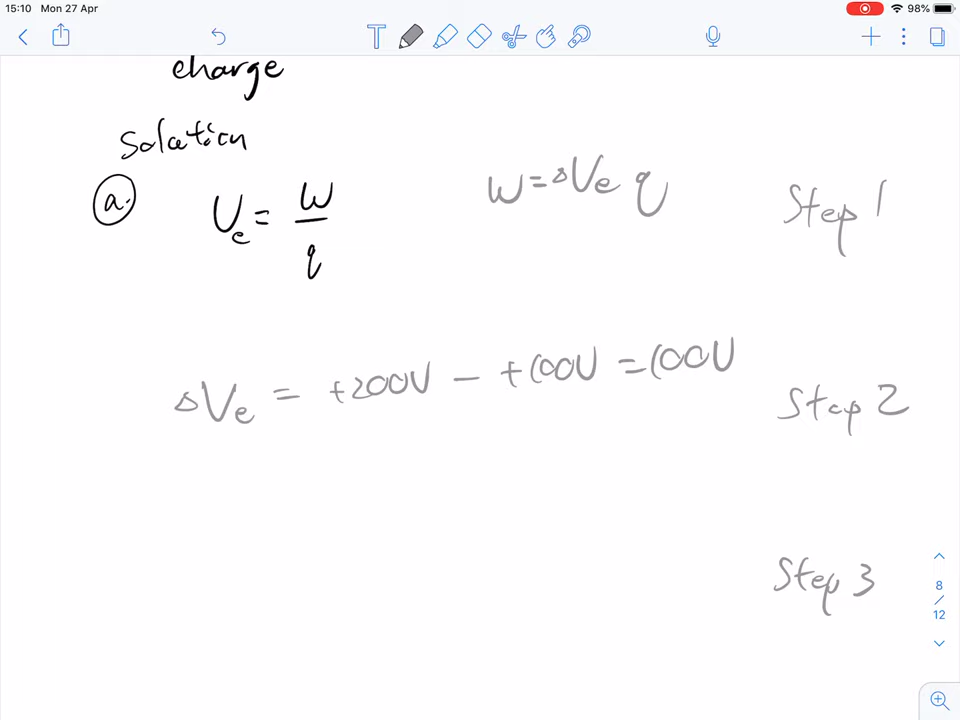 15:10 Mon 27 Apr
98%
charge
Solution
a. Ve = W/q
W = ΔVe q
Step 1
ΔVe = +200V - +100V = 100V
Step 2
Step 3
8
/
12